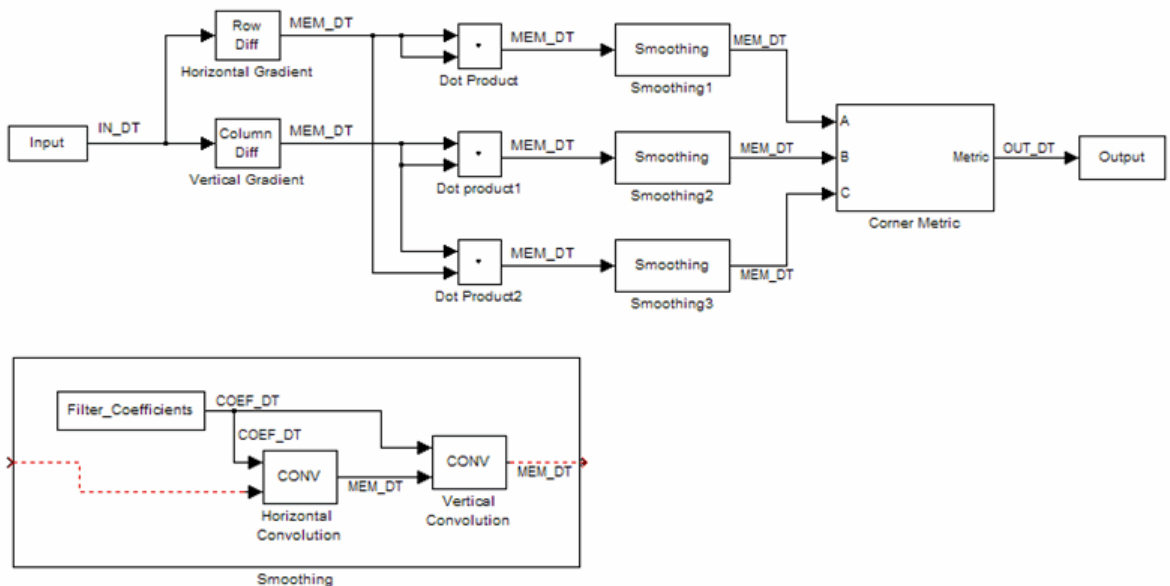 Row
Diff
MEM_DT
Horizontal Gradient
MEM_DT
Dot Product
MEM_DT
Smoothing
Smoothing1
MEM_DT
Input
IN_DT
Column
Diff
MEM_DT
Vertical Gradient
Dot product1
MEM_DT
Smoothing
Smoothing2
MEM_DT
A
B
C
Metric
Corner Metric
OUT_DT
Output
Dot Product2
MEM_DT
Smoothing
Smoothing3
MEM_DT
Filter_Coefficients
COEF_DT
COEF_DT
CONV
MEM_DT
Horizontal
Convolution
CONV
MEM_DT
Vertical
Convolution
Smoothing